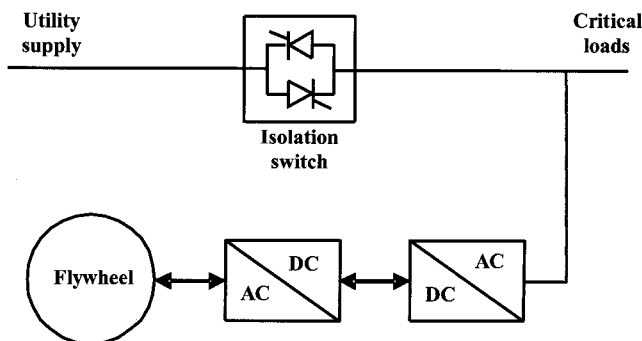 Utility
supply
Critical
loads
Isolation
switch
Flywheel
DC
AC
AC
DC